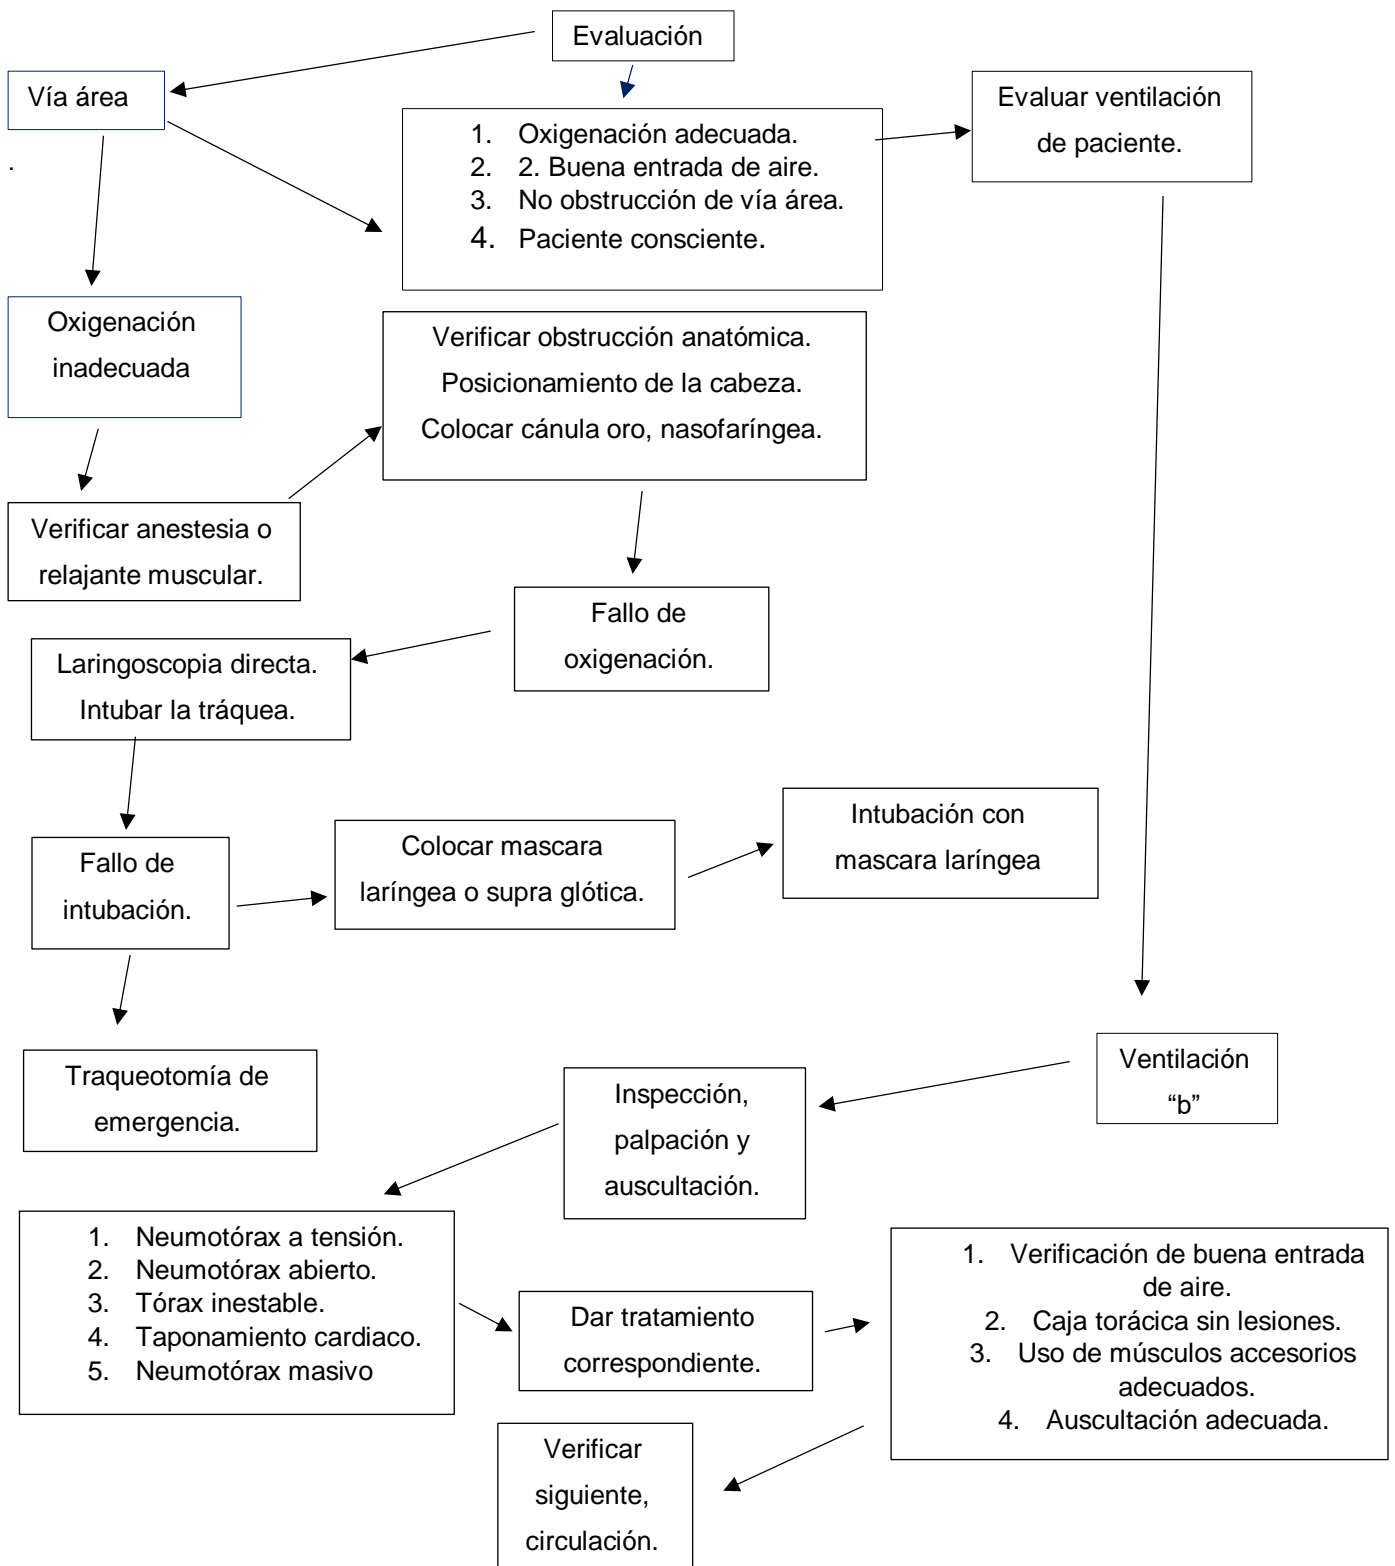 Evaluación
Vía área
.
1. Oxigenación adecuada.
2. 2. Buena entrada de aire.
3. No obstrucción de vía área.
4. Paciente consciente.
Evaluar ventilación
de paciente.
Oxigenación
inadecuada
Verificar obstrucción anatómica.
Posicionamiento de la cabeza.
Colocar cánula oro, nasofaríngea.
Verificar anestesia o
relajante muscular.
Fallo de
oxigenación.
Laringoscopia directa.
Intubar la tráquea.
Fallo de
intubación.
Colocar mascara
laríngea o supra glótica.
Intubación con
mascara laríngea
Traqueotomía de
emergencia.
Ventilación
“b”
Inspección,
palpación y
auscultación.
1. Neumotórax a tensión.
2. Neumotórax abierto.
3. Tórax inestable.
4. Taponamiento cardiaco.
5. Neumotórax masivo
Dar tratamiento
correspondiente.
1. Verificación de buena entrada
de aire.
2. Caja torácica sin lesiones.
3. Uso de músculos accesorios
adecuados.
4. Auscultación adecuada.
Verificar
siguiente,
circulación.